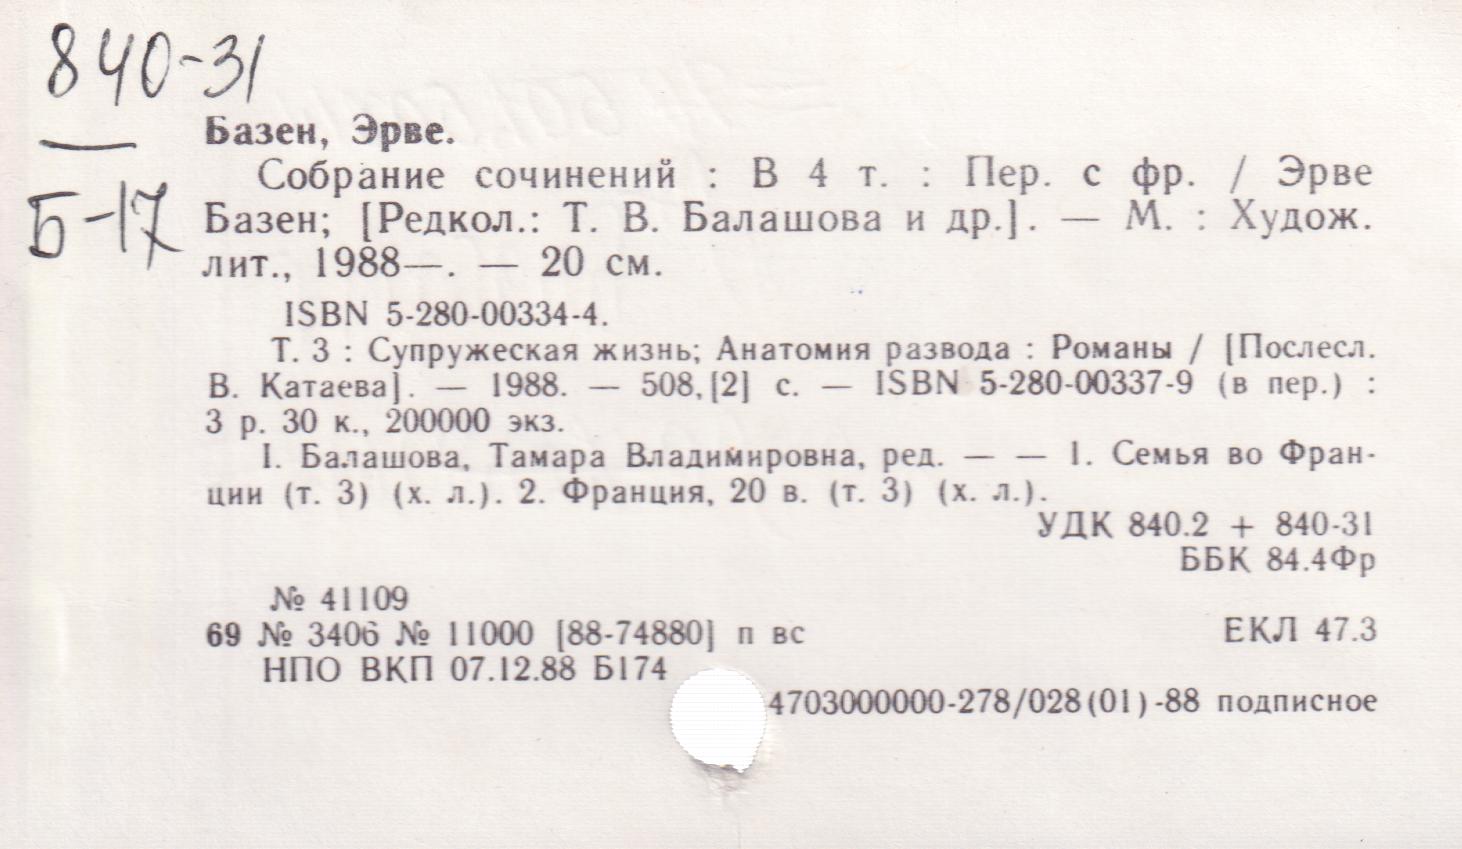 840-31
Б-17
Базен, Эрве.
Собрание сочинений : В 4 т. : Пер. с фр. / Эрве
Базен; [Редкол.: Т. В. Балашова и др.]. — М. : Худож.
лит., 1988—. — 20 см.
ISBN 5-280-00334-4.
Т. 3 : Супружеская жизнь; Анатомия развода : Романы / [Послесл.
В. Катаева]. — 1988. — 508,[2] с. — ISBN 5-280-00337-9 (в пер.) :
3 р. 30 к., 200000 экз.
I. Балашова, Тамара Владимировна, ред. — — 1. Семья во Фран-
ции (т. 3) (х. л.). 2. Франция, 20 в. (т. 3) (х. л.).
УДК 840.2 + 840-31
ББК 84.4Фр
№ 41109
69 № 3406 № 11000 [88-74880] п вс
ЕКЛ 47.3
НПО ВКП 07.12.88 Б174
4703000000-278/028(01)-88 подписное